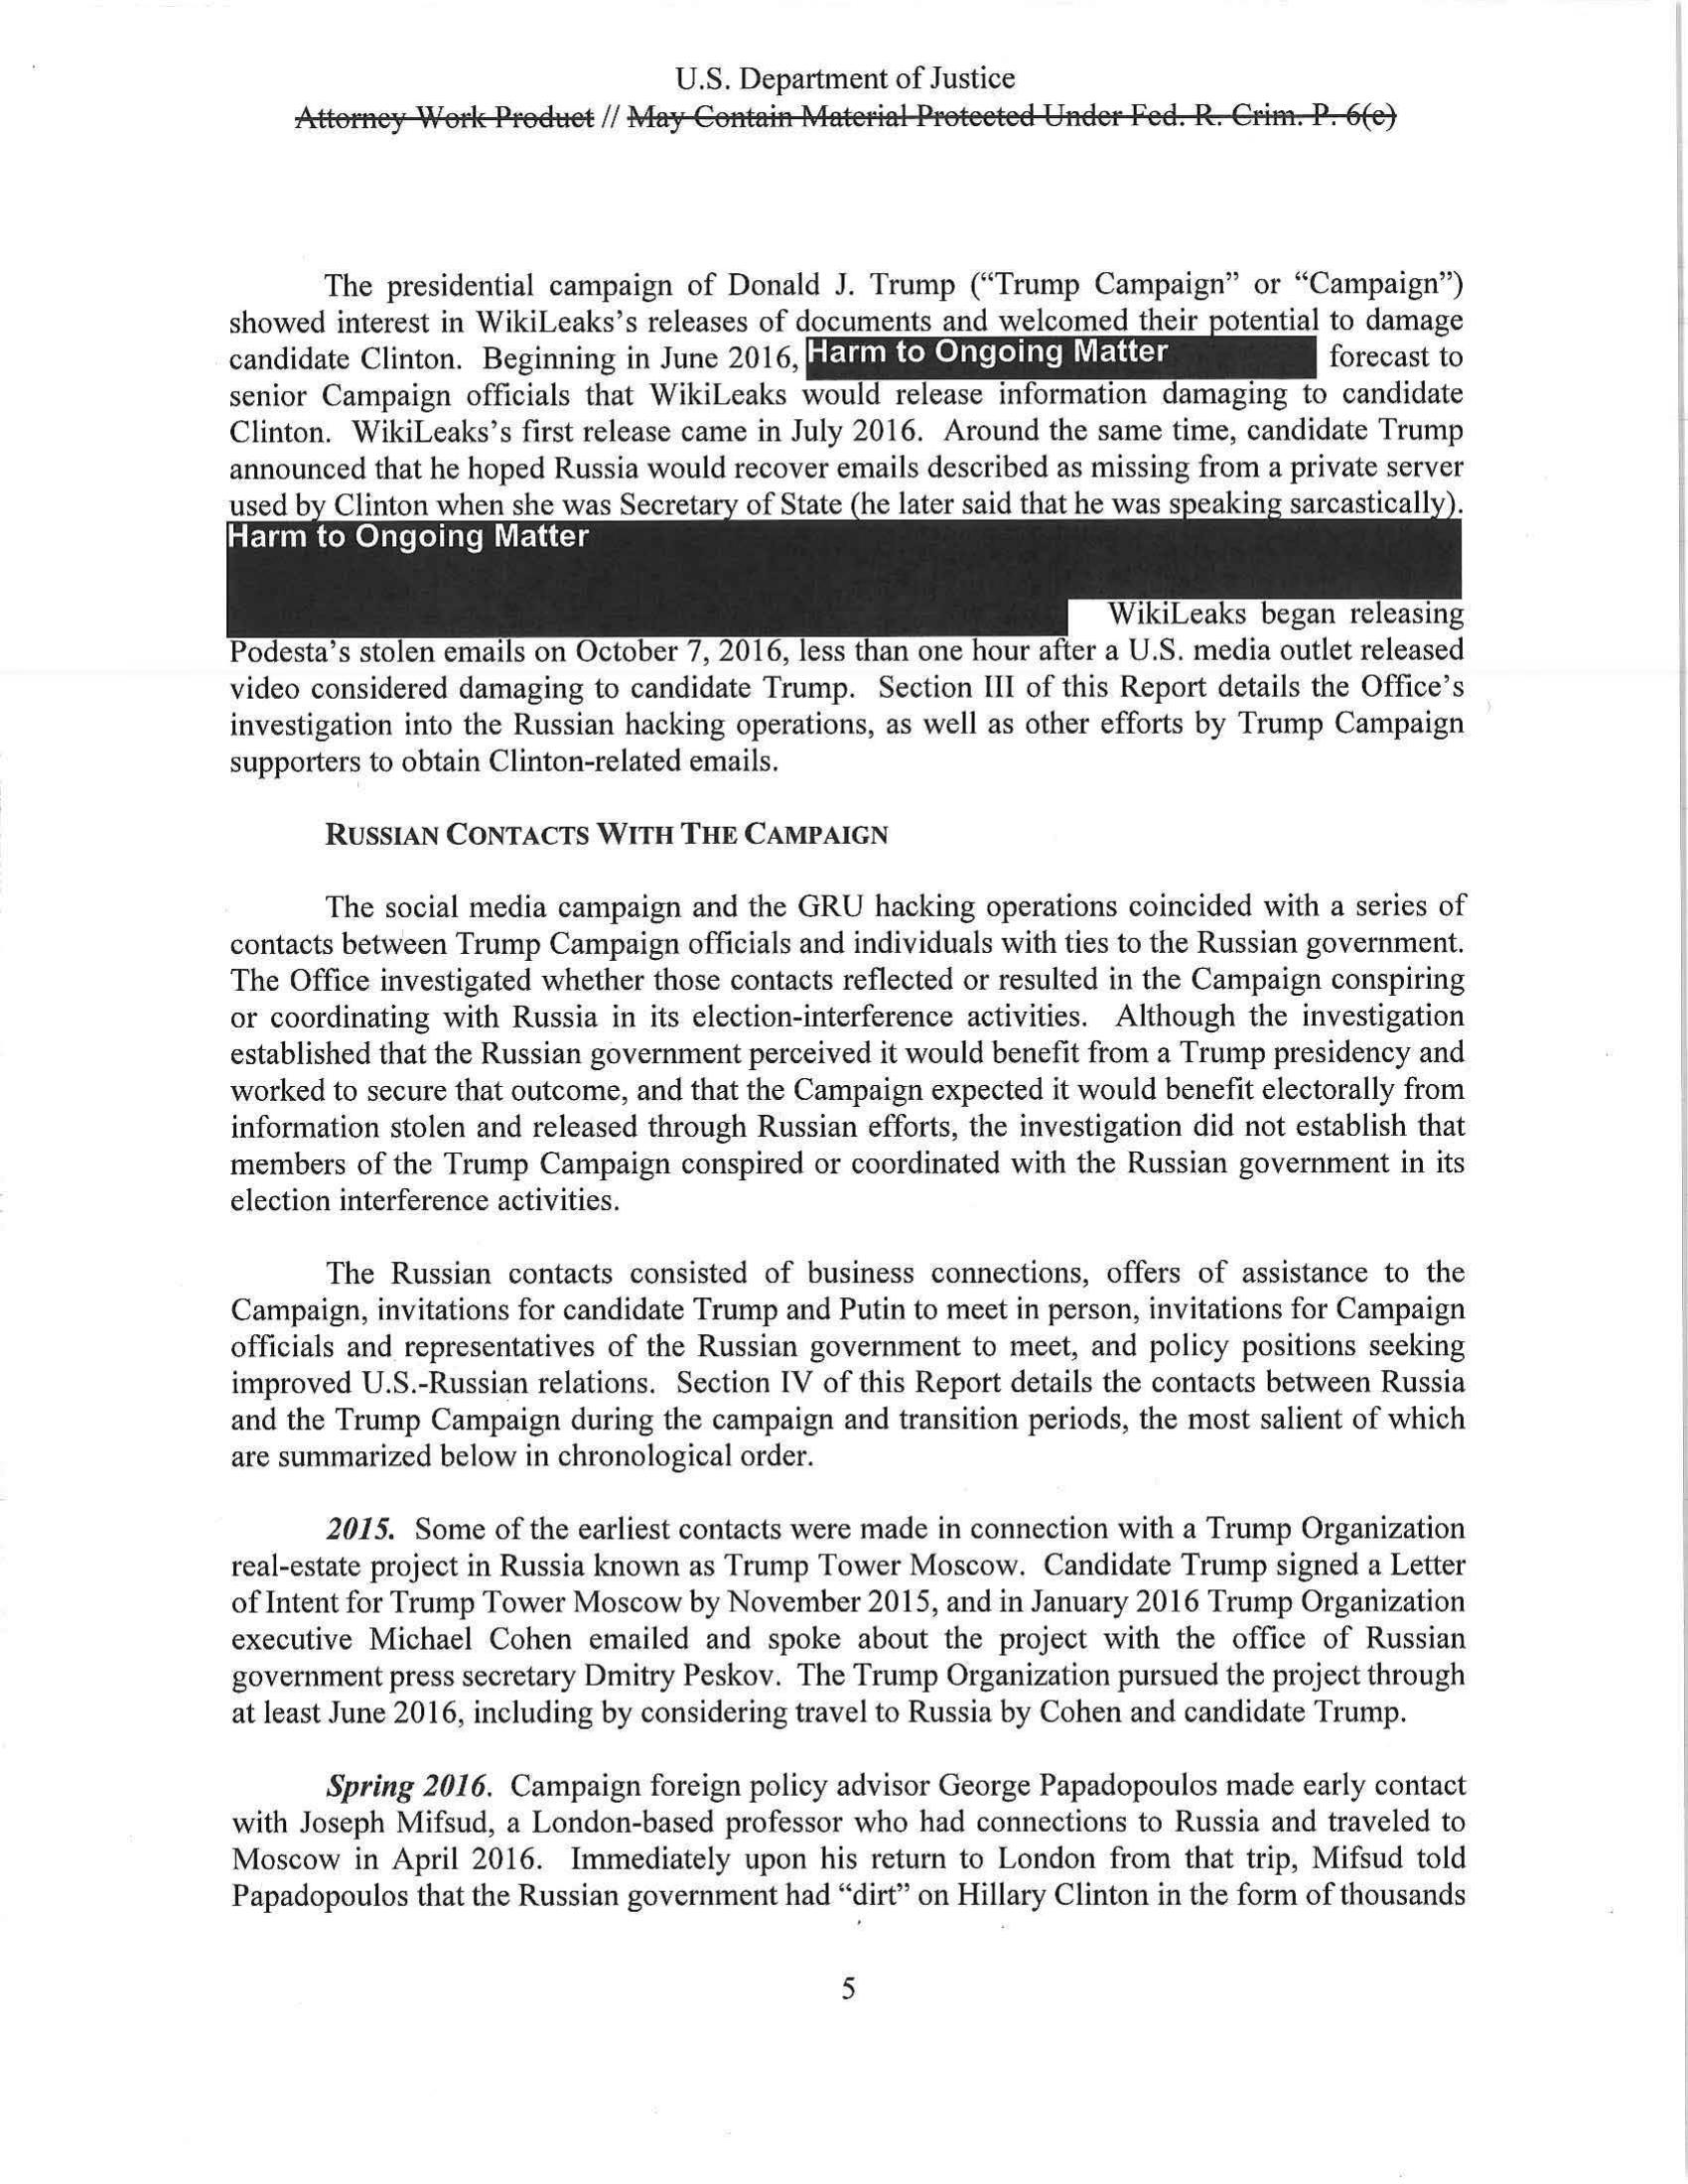 U.S. Department of Justice
Attorney Work Product // May Contain Material Protected Under Fed. R. Crim. P. 6(e)
The presidential campaign of Donald J. Trump (“Trump Campaign” or “Campaign”)
showed interest in WikiLeaks’s releases of documents and welcomed their potential to damage
candidate Clinton. Beginning in June 2016, Harm to Ongoing Matter forecast to
senior Campaign officials that WikiLeaks would release information damaging to candidate
Clinton. WikiLeaks’s first release came in July 2016. Around the same time, candidate Trump
announced that he hoped Russia would recover emails described as missing from a private server
used by Clinton when she was Secretary of State (he later said that he was speaking sarcastically).
Harm to Ongoing Matter
WikiLeaks began releasing
Podesta’s stolen emails on October 7, 2016, less than one hour after a U.S. media outlet released
video considered damaging to candidate Trump. Section III of this Report details the Office’s
investigation into the Russian hacking operations, as well as other efforts by Trump Campaign
supporters to obtain Clinton-related emails.
RUSSIAN CONTACTS WITH THE CAMPAIGN
The social media campaign and the GRU hacking operations coincided with a series of
contacts between Trump Campaign officials and individuals with ties to the Russian government.
The Office investigated whether those contacts reflected or resulted in the Campaign conspiring
or coordinating with Russia in its election-interference activities. Although the investigation
established that the Russian government perceived it would benefit from a Trump presidency and
worked to secure that outcome, and that the Campaign expected it would benefit electorally from
information stolen and released through Russian efforts, the investigation did not establish that
members of the Trump Campaign conspired or coordinated with the Russian government in its
election interference activities.
The Russian contacts consisted of business connections, offers of assistance to the
Campaign, invitations for candidate Trump and Putin to meet in person, invitations for Campaign
officials and representatives of the Russian government to meet, and policy positions seeking
improved U.S.-Russian relations. Section IV of this Report details the contacts between Russia
and the Trump Campaign during the campaign and transition periods, the most salient of which
are summarized below in chronological order.
2015. Some of the earliest contacts were made in connection with a Trump Organization
real-estate project in Russia known as Trump Tower Moscow. Candidate Trump signed a Letter
of Intent for Trump Tower Moscow by November 2015, and in January 2016 Trump Organization
executive Michael Cohen emailed and spoke about the project with the office of Russian
government press secretary Dmitry Peskov. The Trump Organization pursued the project through
at least June 2016, including by considering travel to Russia by Cohen and candidate Trump.
Spring 2016. Campaign foreign policy advisor George Papadopoulos made early contact
with Joseph Mifsud, a London-based professor who had connections to Russia and traveled to
Moscow in April 2016. Immediately upon his return to London from that trip, Mifsud told
Papadopoulos that the Russian government had “dirt” on Hillary Clinton in the form of thousands
5